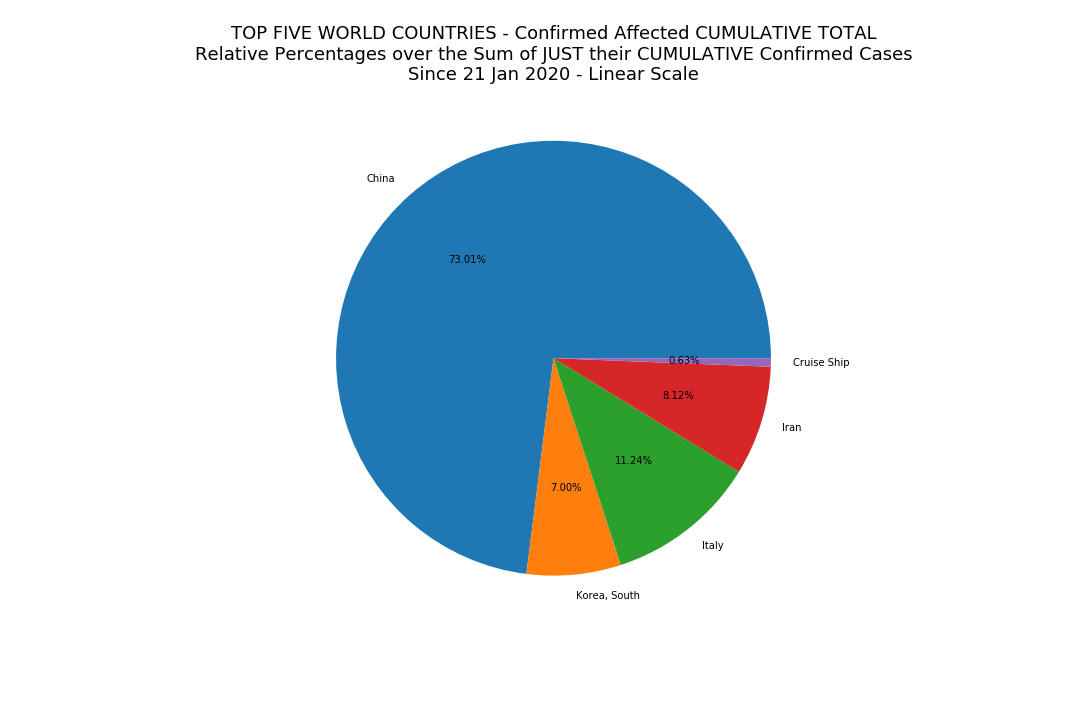 TOP FIVE WORLD COUNTRIES - Confirmed Affected CUMULATIVE TOTAL
Relative Percentages over the Sum of JUST their CUMULATIVE Confirmed Cases
Since 21 Jan 2020 - Linear Scale
China
73.01%
0.63%
Cruise Ship
8.12%
Iran
11.24%
7.00%
Italy
Korea, South